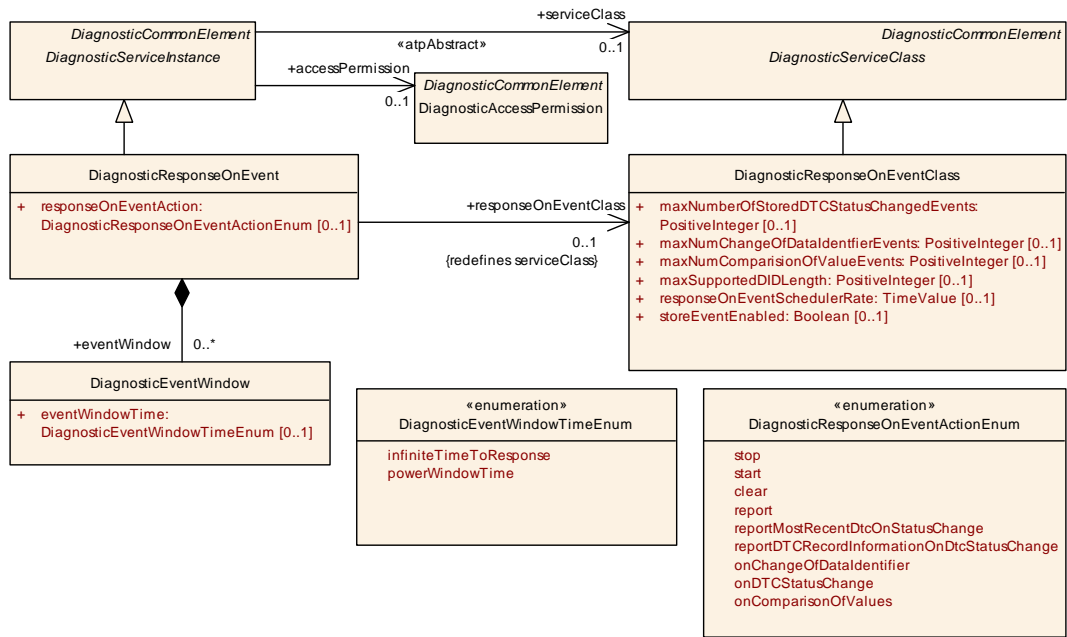 +serviceClass
DiagnosticCommonElement
DiagnosticServiceInstance
«atpAbstract»
0..1
DiagnosticCommonElement
DiagnosticServiceClass
+accessPermission
0..1
DiagnosticCommonElement
DiagnosticAccessPermission
DiagnosticResponseOnEvent
+ responseOnEventAction:
DiagnosticResponseOnEventActionEnum [0..1]
+responseOnEventClass
0..1
{redefines serviceClass}
DiagnosticResponseOnEventClass
+ maxNumberOfStoredDTCStatusChangedEvents:
PositiveInteger [0..1]
+ maxNumChangeOfDataIdentfierEvents: PositiveInteger [0..1]
+ maxNumComparisionOfValueEvents: PositiveInteger [0..1]
+ maxSupportedDIDLength: PositiveInteger [0..1]
+ responseOnEventSchedulerRate: TimeValue [0..1]
+ storeEventEnabled: Boolean [0..1]
+eventWindow 0..*
DiagnosticEventWindow
+ eventWindowTime:
DiagnosticEventWindowTimeEnum [0..1]
«enumeration»
DiagnosticEventWindowTimeEnum
infiniteTimeToResponse
powerWindowTime
«enumeration»
DiagnosticResponseOnEventActionEnum
stop
start
clear
report
reportMostRecentDtcOnStatusChange
reportDTCRecordInformationOnDtcStatusChange
onChangeOfDataIdentifier
onDTCStatusChange
onComparisonOfValues